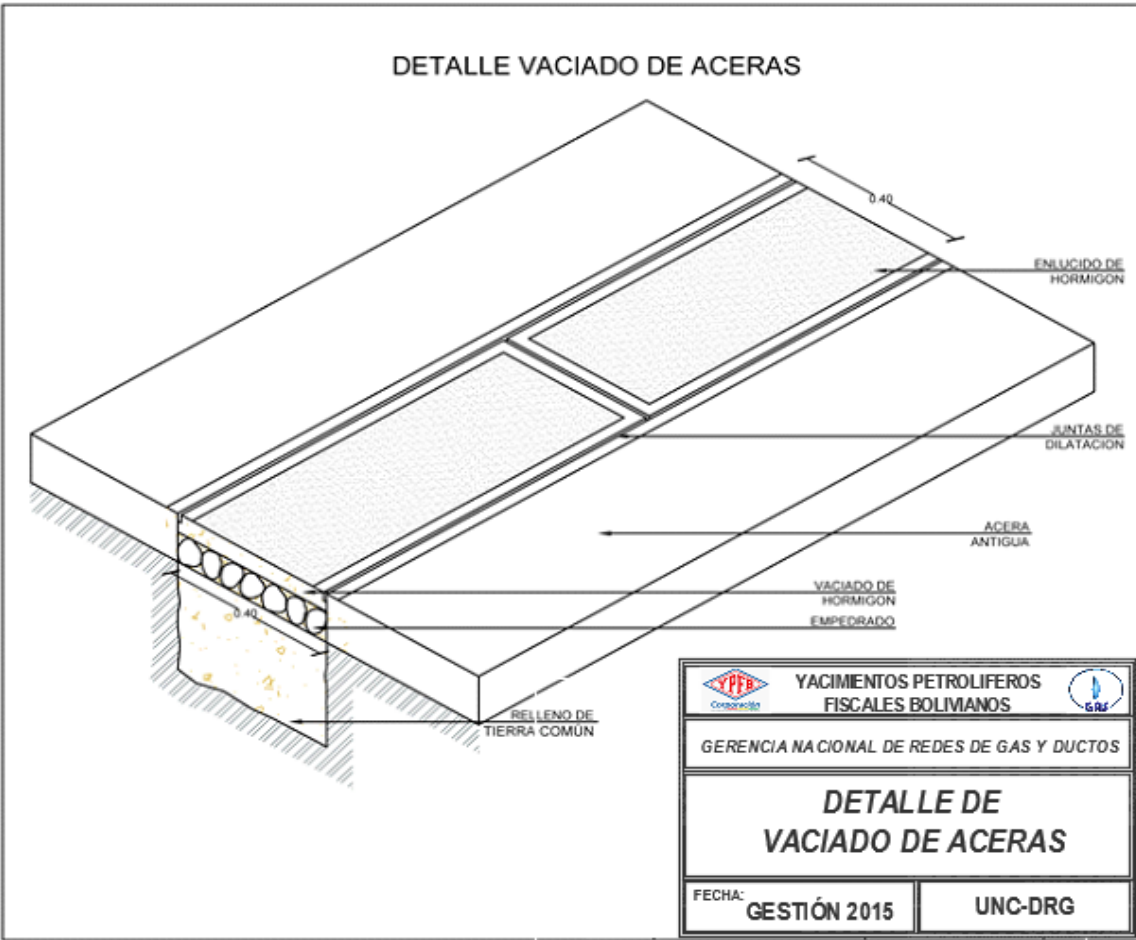 DETALLE VACIADO DE ACERAS
0.40
ENLUCIDO DE
HORMIGON
JUNTAS DE
DILATACION
ACERA
ANTIGUA
VACIADO DE
HORMIGON
EMPEDRADO
0.40
RELLENO DE
TIERRA COMÚN
YPFB
Corporación
YACIMIENTOS PETROLIFEROS
FISCALES BOLIVIANOS
GAS
GERENCIA NACIONAL DE REDES DE GAS Y DUCTOS
DETALLE DE
VACIADO DE ACERAS
FECHA:
GESTIÓN 2015
UNC-DRG